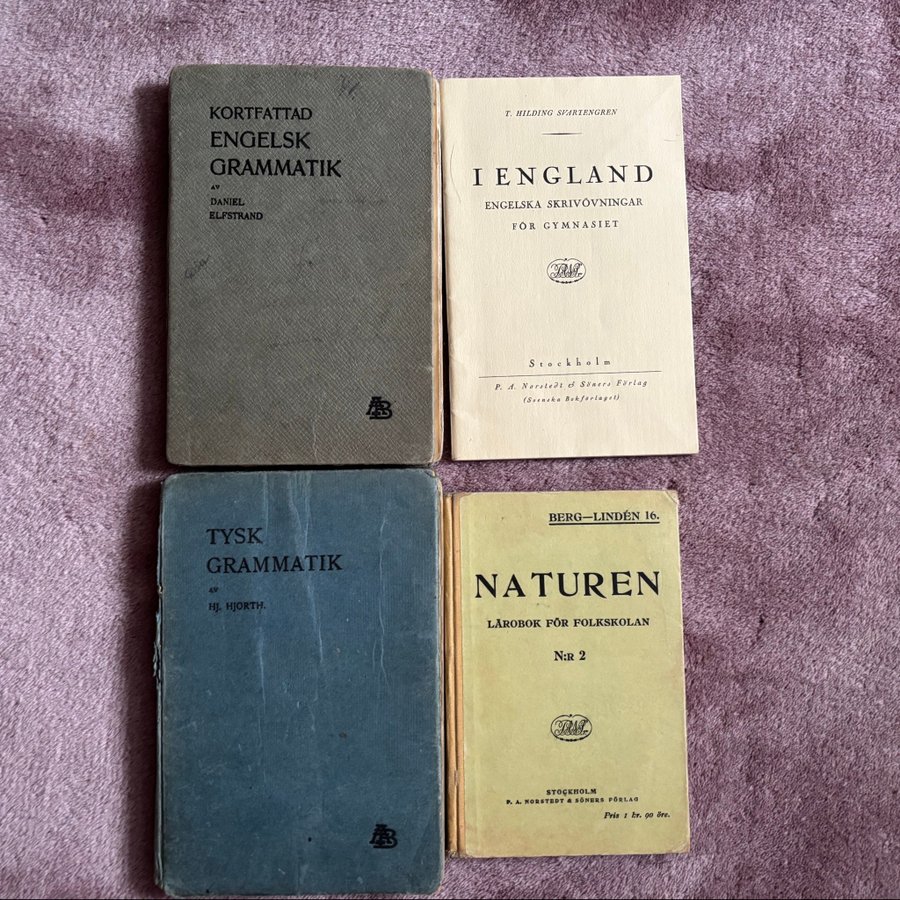 KORTFATTAD
ENGELSK
GRAMMATIK
AV
DANIEL
ELFSTRAND
T. HILDING SVARTENGREN
I ENGLAND
ENGELSKA SKRIVÖVNINGAR
FÖR GYMNASIET
Stockholm
P. A. Norstedt & Söners Förlag
(Svenska Bokförlaget)
TYSK
GRAMMATIK
AV
HJ. HJORTH.
BERG—LINDÉN 16.
NATUREN
LÄROBOK FÖR FOLKSKOLAN
N:R 2
STOCKHOLM
P. A. NORSTEDT & SÖNERS FÖRLAG
Pris 1 kr. 90 öre.